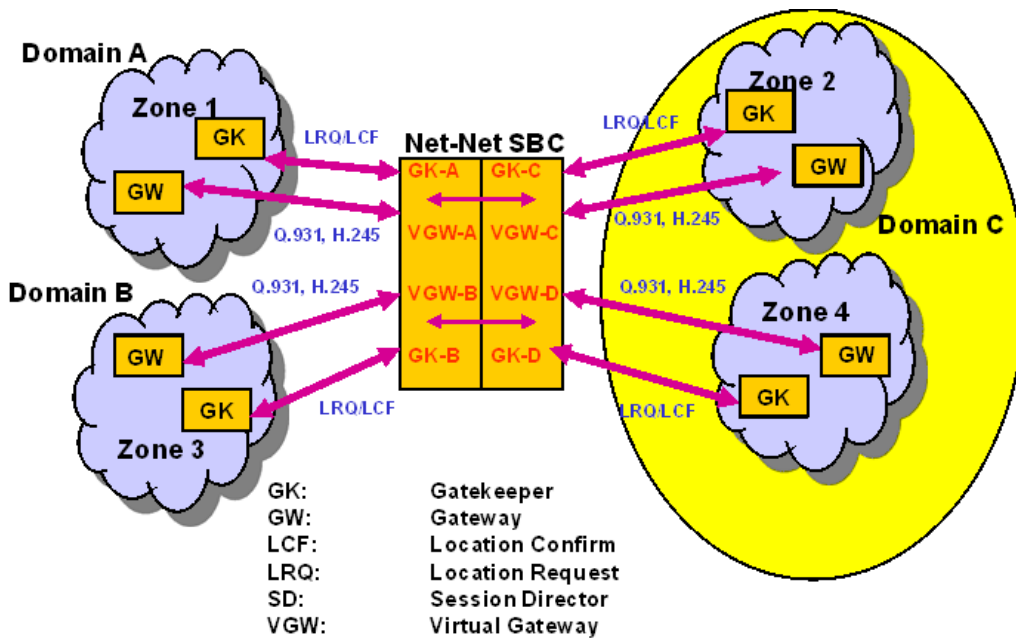 Domain A
Zone 1
GK
GW
LRQ/LCF
Q.931, H.245
Domain B
Q.931, H.245
GW
GK
Zone 3
LRQ/LCF
Net-Net SBC
GK-A GK-C
VGW-A VGW-C
VGW-B VGW-D
GK-B GK-D
LRQ/LCF
Zone 2
GK
GW
Q.931, H.245
Domain C
Q.931, H.245
Zone 4
GW
GK
LRQ/LCF
GK: Gatekeeper
GW: Gateway
LCF: Location Confirm
LRQ: Location Request
SD: Session Director
VGW: Virtual Gateway